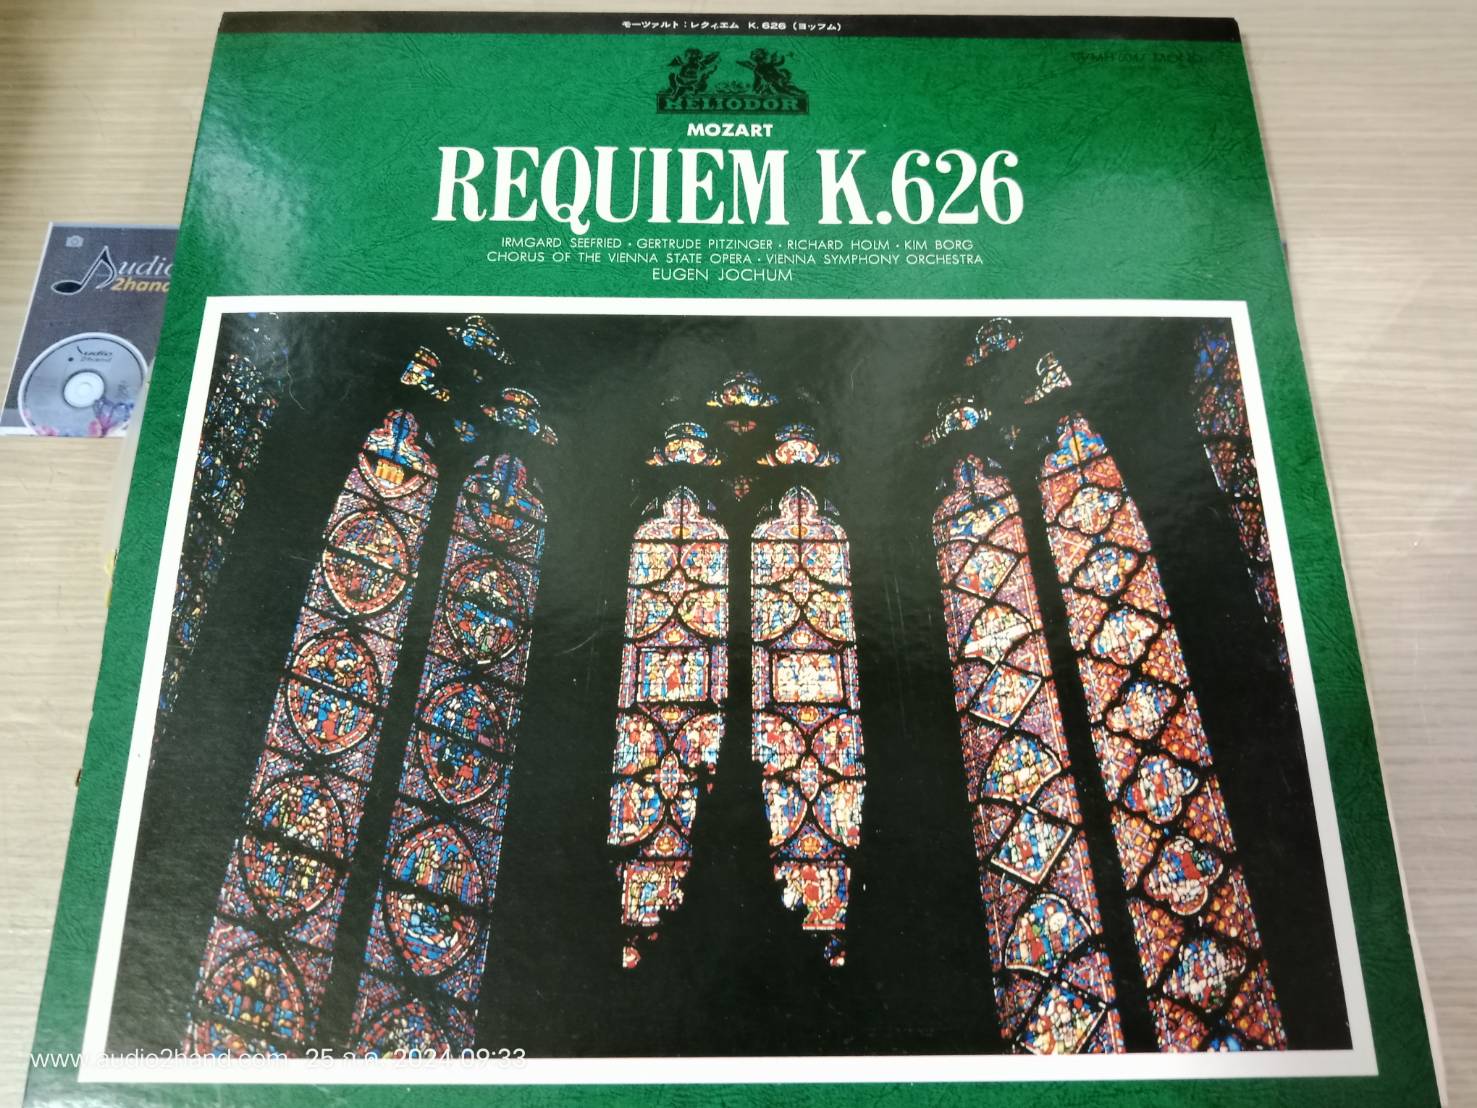 モーツァルト：レクィエム K. 626 (ヨッフム)
HELIODOR
MOZART
REQUIEM K.626
IRMGARD SEEFRIED · GERTRUDE PITZINGER · RICHARD HOLM · KIM BORG
CHORUS OF THE VIENNA STATE OPERA · VIENNA SYMPHONY ORCHESTRA
EUGEN JOCHUM
Audio
2hand
Audio
2hand
www.audio2hand.com 25 ก.ค. 2024 09:33